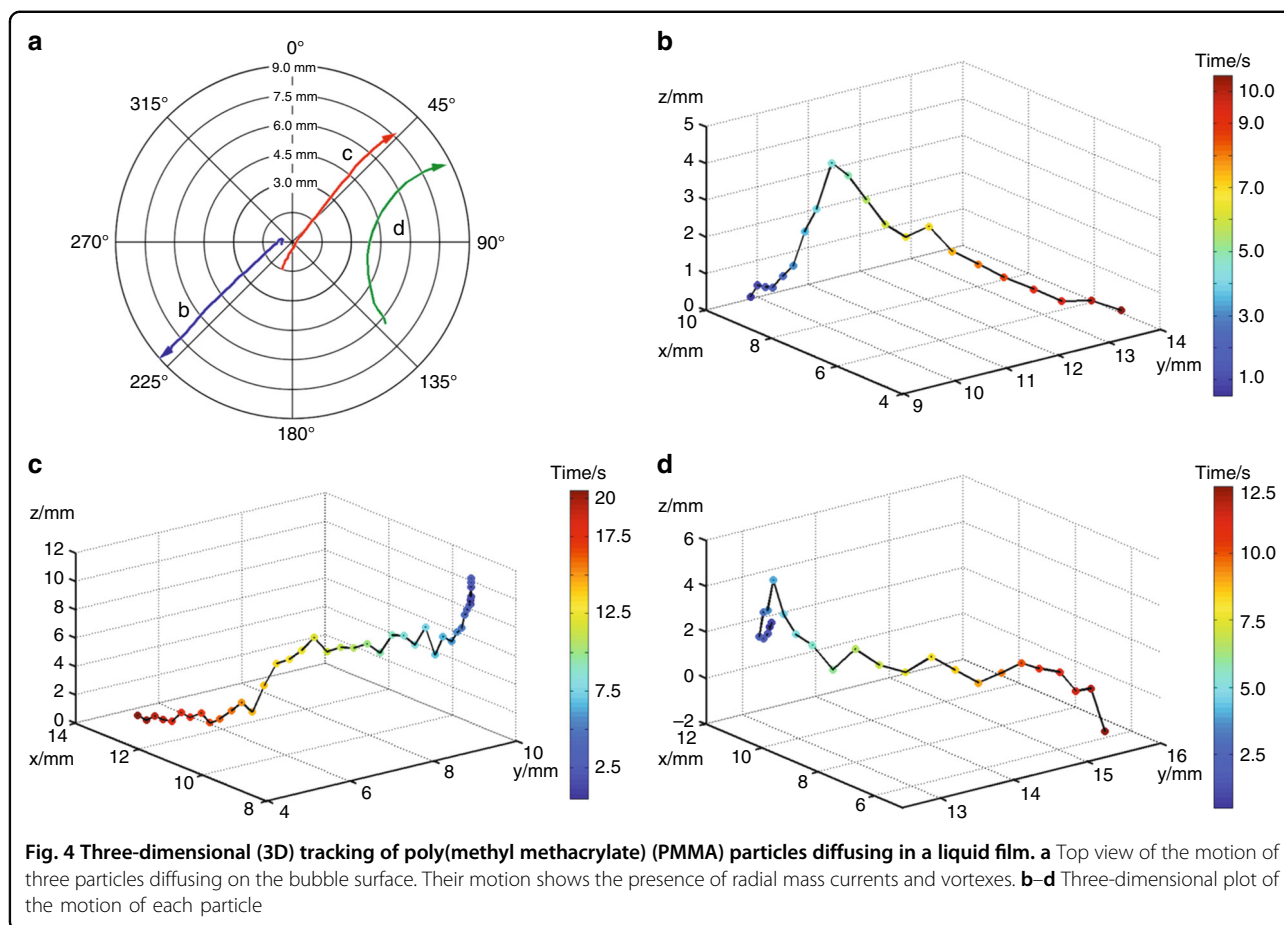 a
0°
9.0 mm
7.5 mm
6.0 mm
4.5 mm
3.0 mm
315°
45°
270°
90°
225°
135°
180°
b
c
d
b
z/mm
5
4
3
2
1
0
10
8
6
4
x/mm
9
10
11
12
13
14
y/mm
Time/s
10.0
9.0
7.0
5.0
3.0
1.0
c
z/mm
12
10
8
6
4
2
0
14
12
10
8
x/mm
4
6
8
10
y/mm
Time/s
20
17.5
12.5
7.5
2.5
d
z/mm
6
4
2
0
−2
12
10
8
6
x/mm
13
14
15
16
y/mm
Time/s
12.5
10.0
7.5
5.0
2.5
Fig. 4 Three-dimensional (3D) tracking of poly(methyl methacrylate) (PMMA) particles diffusing in a liquid film. a Top view of the motion of
three particles diffusing on the bubble surface. Their motion shows the presence of radial mass currents and vortexes. b–d Three-dimensional plot of
the motion of each particle